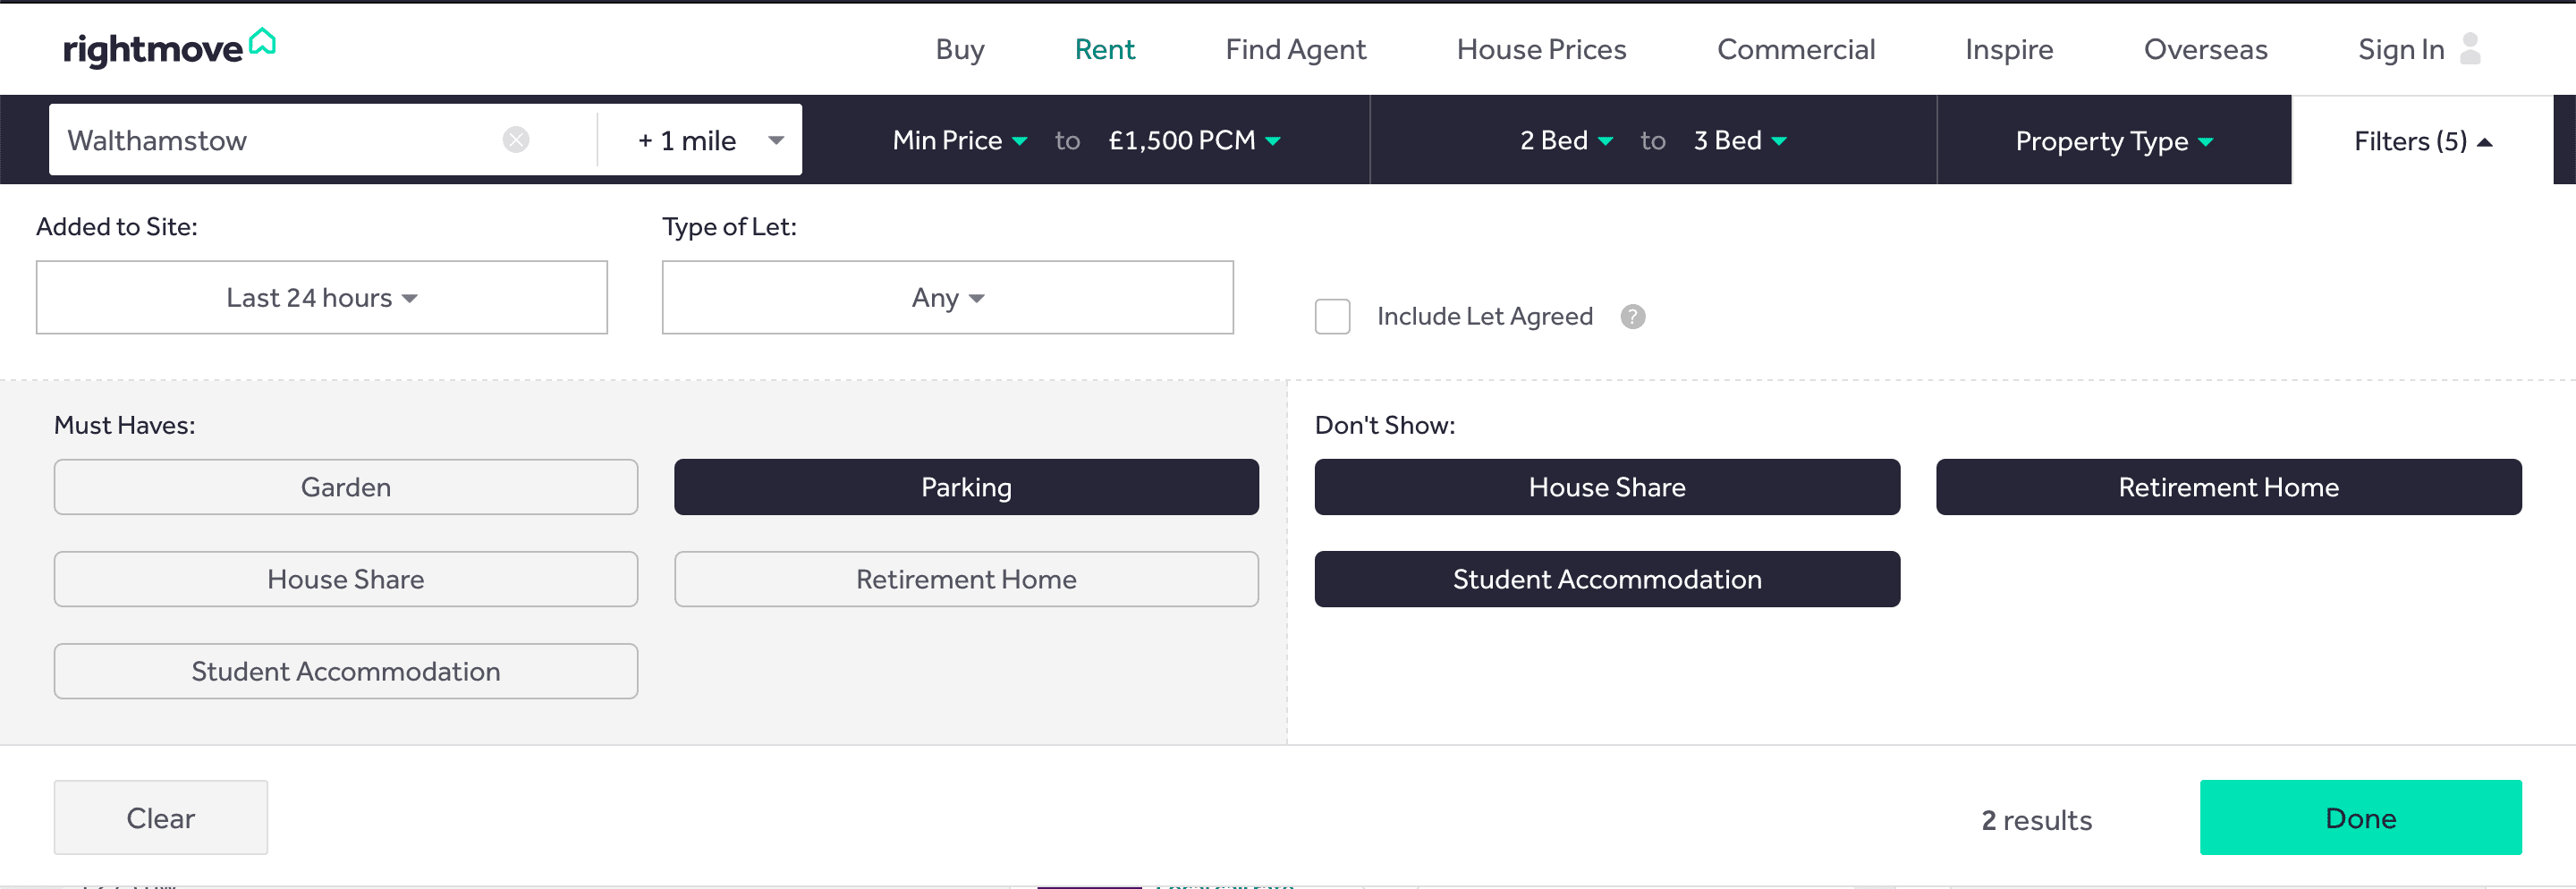 rightmove
Buy Rent Find Agent House Prices Commercial Inspire Overseas Sign In
Walthamstow + 1 mile Min Price to £1,500 PCM 2 Bed to 3 Bed Property Type Filters (5)
Added to Site: Type of Let:
Last 24 hours Any
Include Let Agreed ?
Must Haves: Don't Show:
Garden Parking House Share Retirement Home
House Share Retirement Home Student Accommodation
Student Accommodation
Clear 2 results Done